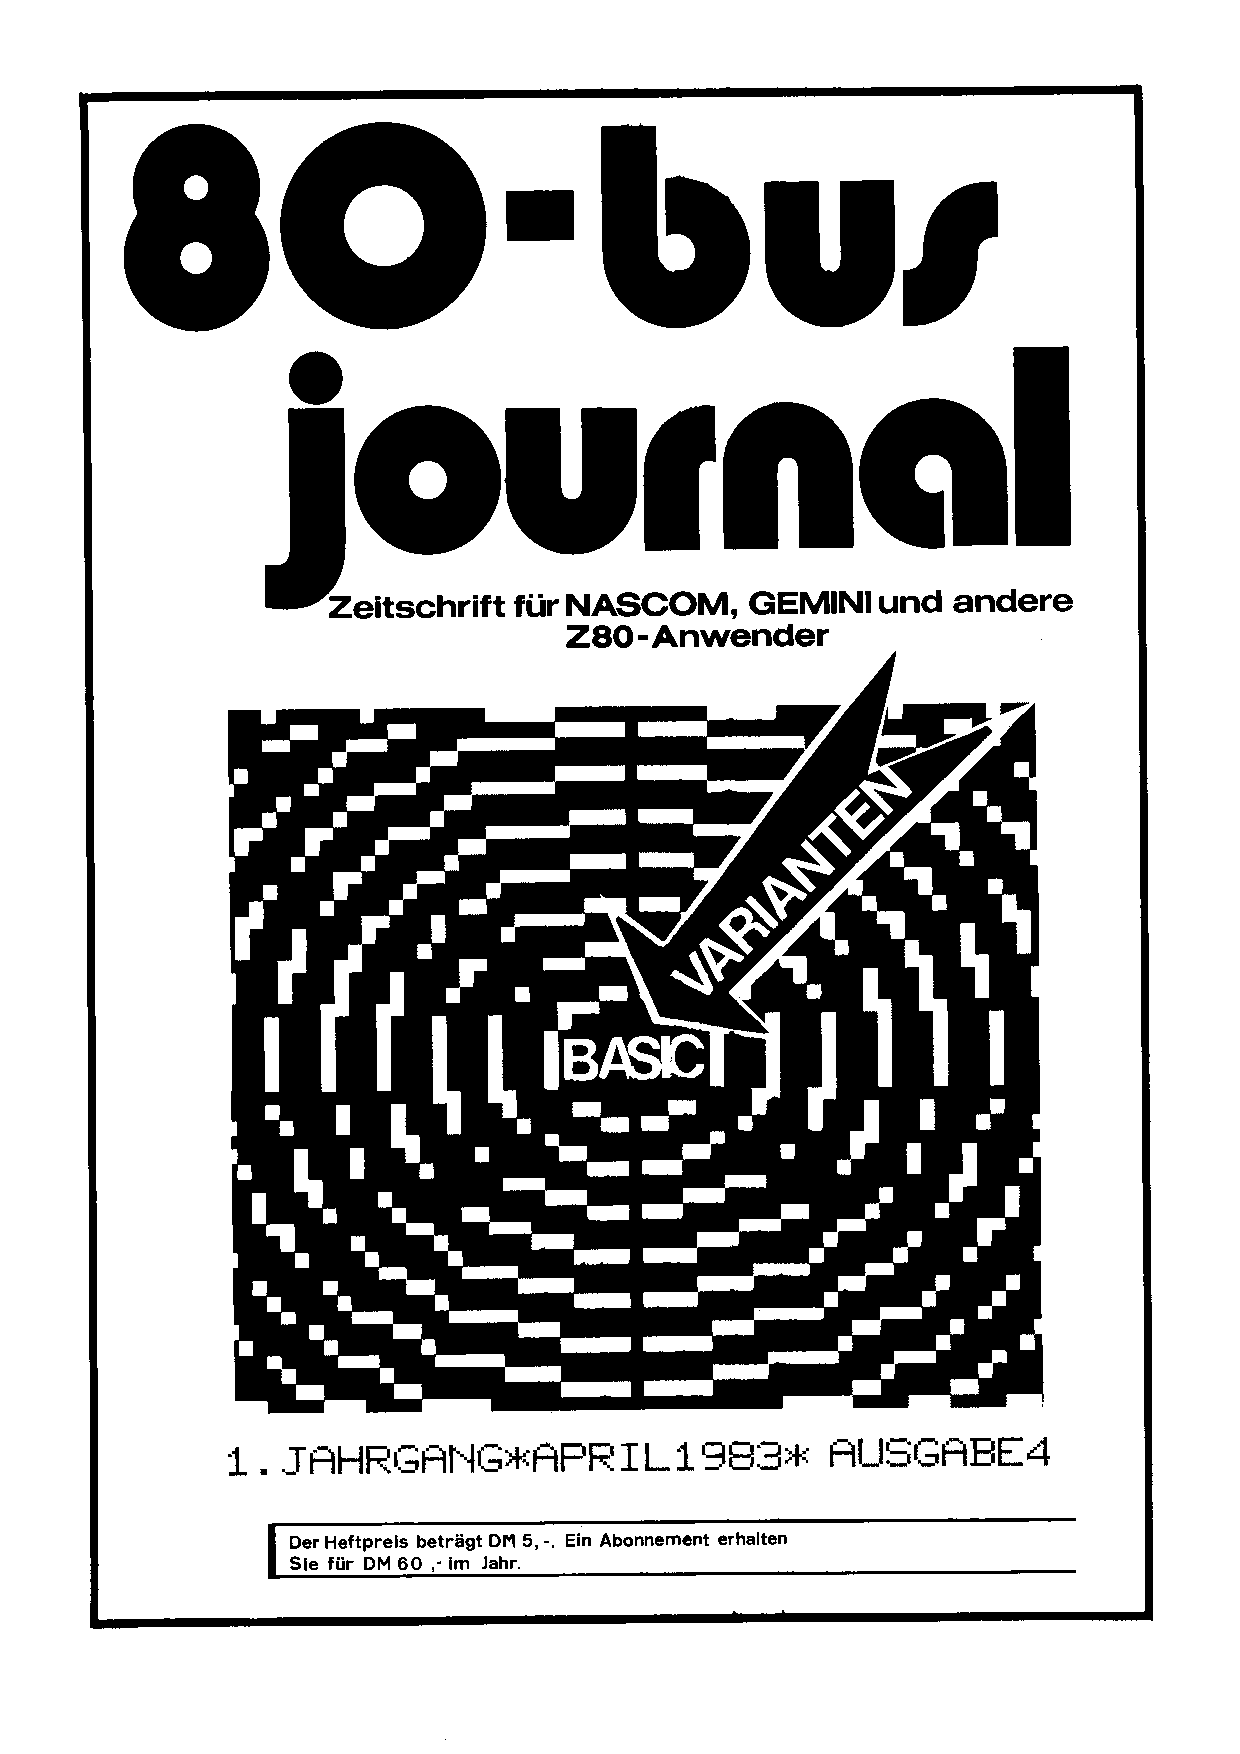 80-bus
journal
Zeitschrift für NASCOM, GEMINI und andere
Z80-Anwender
VARIANTEN
BASIC
1. JAHRGANG*APRIL1983* AUSGABE4
Der Heftpreis beträgt DM 5,-. Ein Abonnement erhalten
Sie für DM 60 ,- im Jahr.